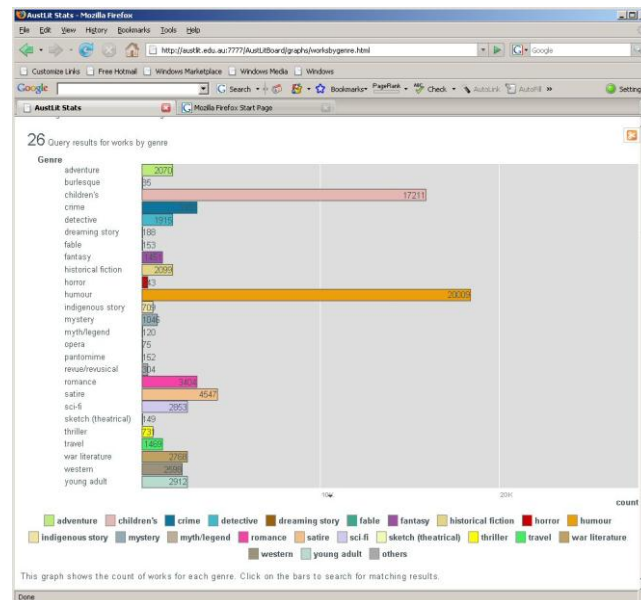 AustLit Stats - Mozilla Firefox
File Edit View History Bookmarks Tools Help
http://austlit.edu.au:7777/AustLitBoard/graphs/worksbygenre.html
Google
Customize Links Free Hotmail Windows Marketplace Windows Media Windows
Google Search Bookmarks PageRank Check AutoLink AutoFill Setting
AustLit Stats Mozilla Firefox Start Page
26 Query results for works by genre
Genre
adventure 2070
burlesque
children's 17211
crime
detective 1915
dreaming story 188
fable 153
fantasy
historical fiction 2099
horror
humour 20009
indigenous story 709
mystery 1046
myth/legend 120
opera 75
pantomime 152
revue/revusical 304
romance 3404
satire 4547
sci-fi 2853
sketch (theatrical) 149
thriller 731
travel 1469
war literature 2768
western
young adult 2912
20K
count
adventure children's crime detective dreaming story fable fantasy historical fiction horror humour
indigenous story mystery myth/legend romance satire sci-fi sketch (theatrical) thriller travel war literature
western young adult others
This graph shows the count of works for each genre. Click on the bars to search for matching results.
Done